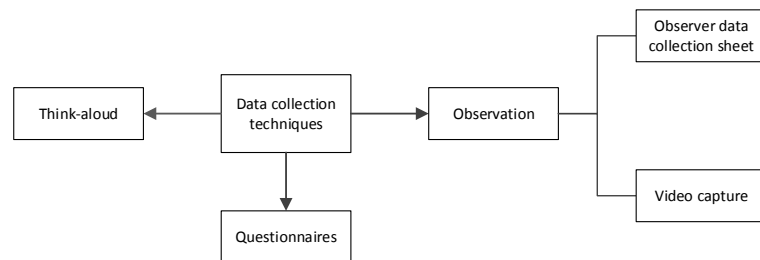 Observer data
collection sheet
Think-aloud
Data collection
techniques
Observation
Video capture
Questionnaires